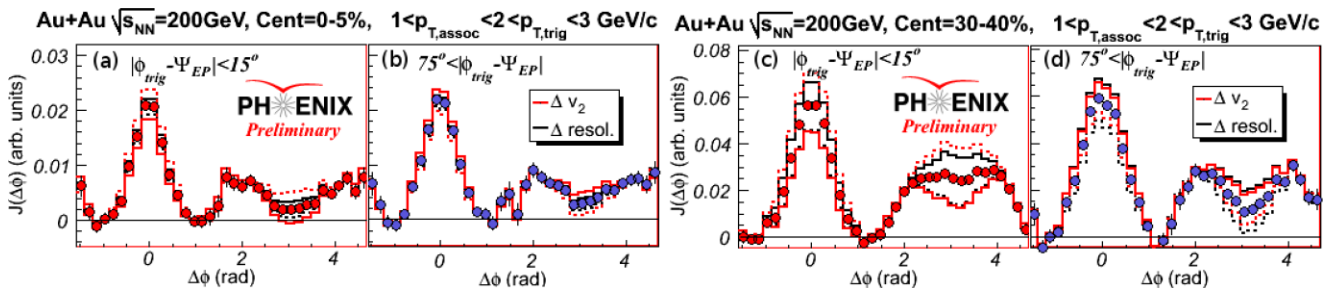 Au+Au √sNN=200GeV, Cent=0-5%, 1<pT,assoc<2<pT,trig<3 GeV/c
J(Δϕ) (arb. units)
0.03
0.02
0.01
0
(a) |ϕtrig-ΨEP|<15o
PHENIX
Preliminary
(b) 75o<|ϕtrig-ΨEP|
Δ v2
Δ resol.
0 2 4
Δϕ (rad)
0 2 4
Δϕ (rad)
Au+Au √sNN=200GeV, Cent=30-40%, 1<pT,assoc<2<pT,trig<3 GeV/c
J(Δϕ) (arb. units)
0.08
0.06
0.04
0.02
0
(c) |ϕtrig-ΨEP|<15o
PHENIX
Preliminary
(d) 75o<|ϕtrig-ΨEP|
Δ v2
Δ resol.
0 2 4
Δϕ (rad)
0 2 4
Δϕ (rad)